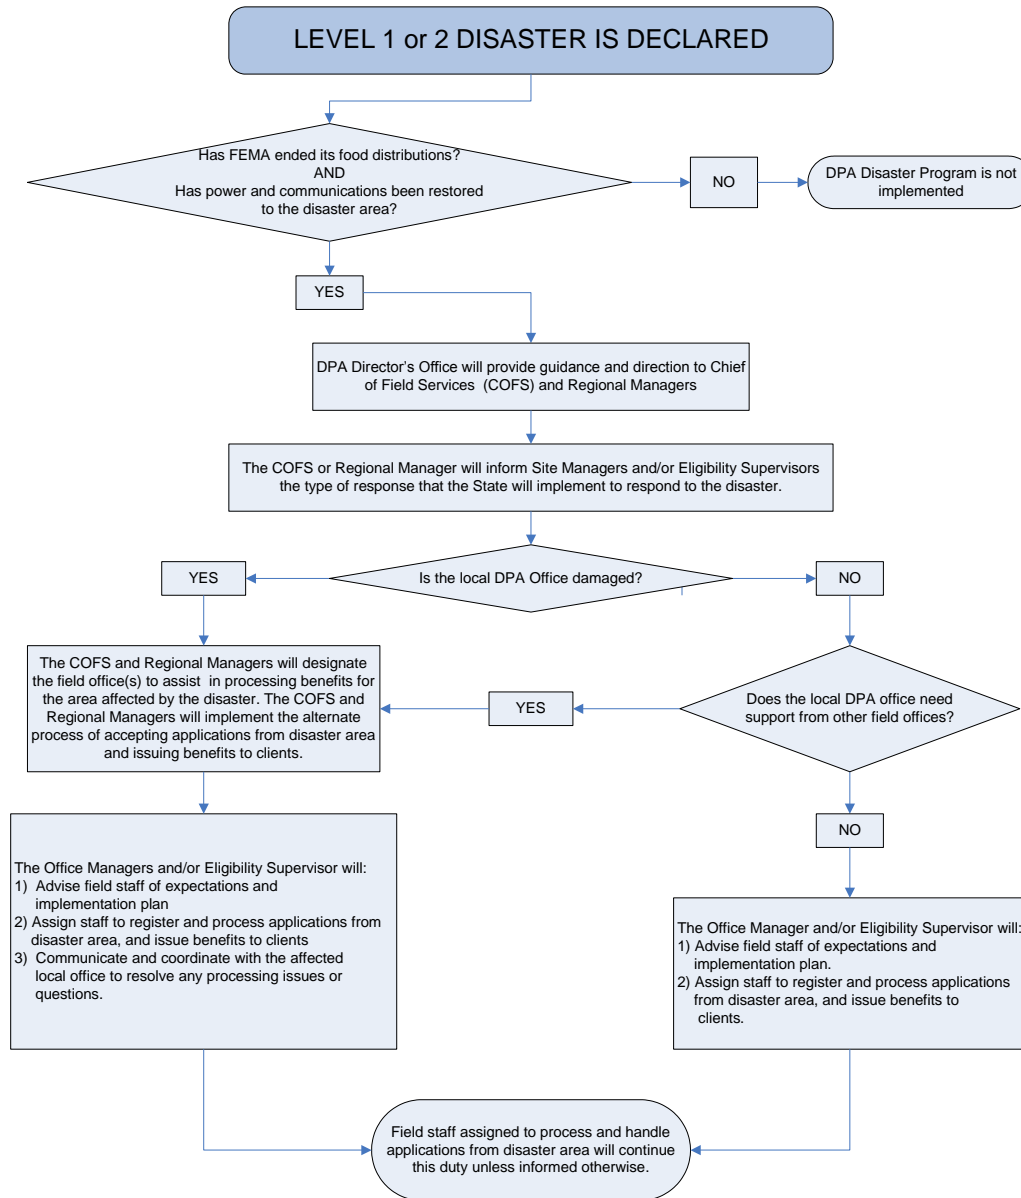 LEVEL 1 or 2 DISASTER IS DECLARED
Has FEMA ended its food distributions?
AND
Has power and communications been restored
to the disaster area?
NO
DPA Disaster Program is not
implemented
YES
DPA Director's Office will provide guidance and direction to Chief
of Field Services (COFS) and Regional Managers
The COFS or Regional Manager will inform Site Managers and/or Eligibility Supervisors
the type of response that the State will implement to respond to the disaster.
YES
Is the local DPA Office damaged?
NO
The COFS and Regional Managers will designate
the field office(s) to assist in processing benefits for
the area affected by the disaster. The COFS and
Regional Managers will implement the alternate
process of accepting applications from disaster area
and issuing benefits to clients.
YES
Does the local DPA office need
support from other field offices?
NO
The Office Managers and/or Eligibility Supervisor will:
1) Advise field staff of expectations and
implementation plan
2) Assign staff to register and process applications from
disaster area, and issue benefits to clients
3) Communicate and coordinate with the affected
local office to resolve any processing issues or
questions.
The Office Manager and/or Eligibility Supervisor will:
1) Advise field staff of expectations and
implementation plan.
2) Assign staff to register and process applications
from disaster area, and issue benefits to
clients.
Field staff assigned to process and handle
applications from disaster area will continue
this duty unless informed otherwise.